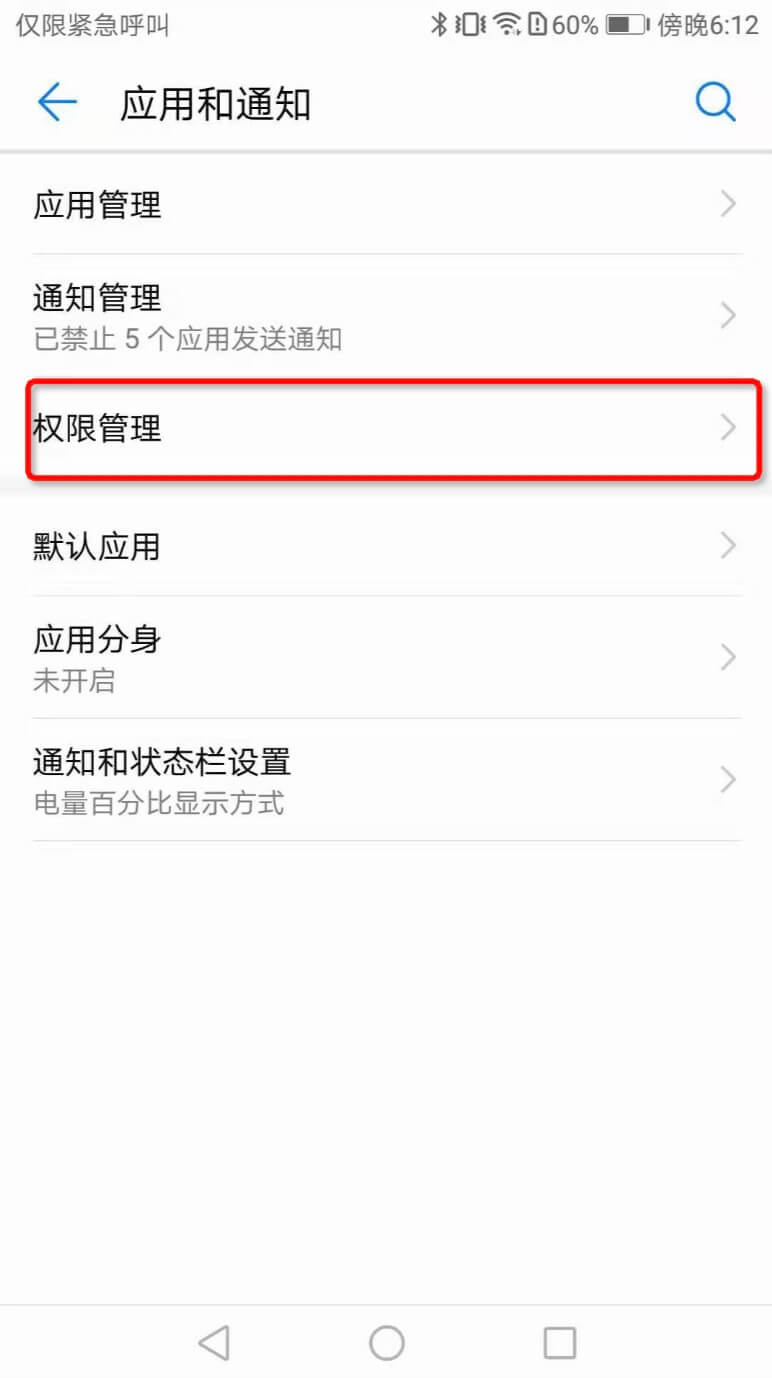 仅限紧急呼叫
60% 傍晚6:12
应用和通知
应用管理
通知管理
已禁止 5 个应用发送通知
权限管理
默认应用
应用分身
未开启
通知和状态栏设置
电量百分比显示方式